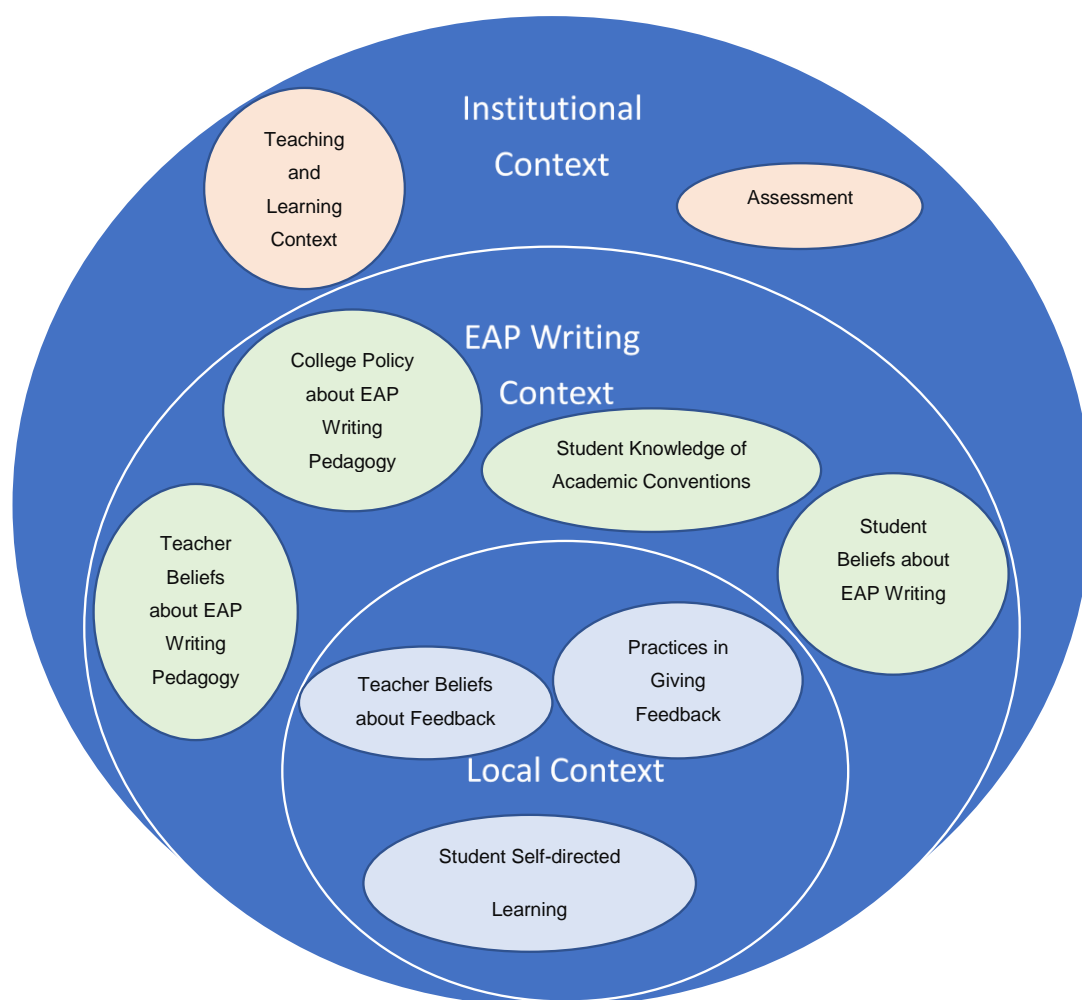 Institutional
Context
Teaching
and
Learning
Context
Assessment
EAP Writing
Context
College Policy
about EAP
Writing
Pedagogy
Student Knowledge of
Academic Conventions
Student
Beliefs about
EAP Writing
Teacher
Beliefs
about EAP
Writing
Pedagogy
Teacher Beliefs
about Feedback
Practices in
Giving
Feedback
Local Context
Student Self-directed
Learning